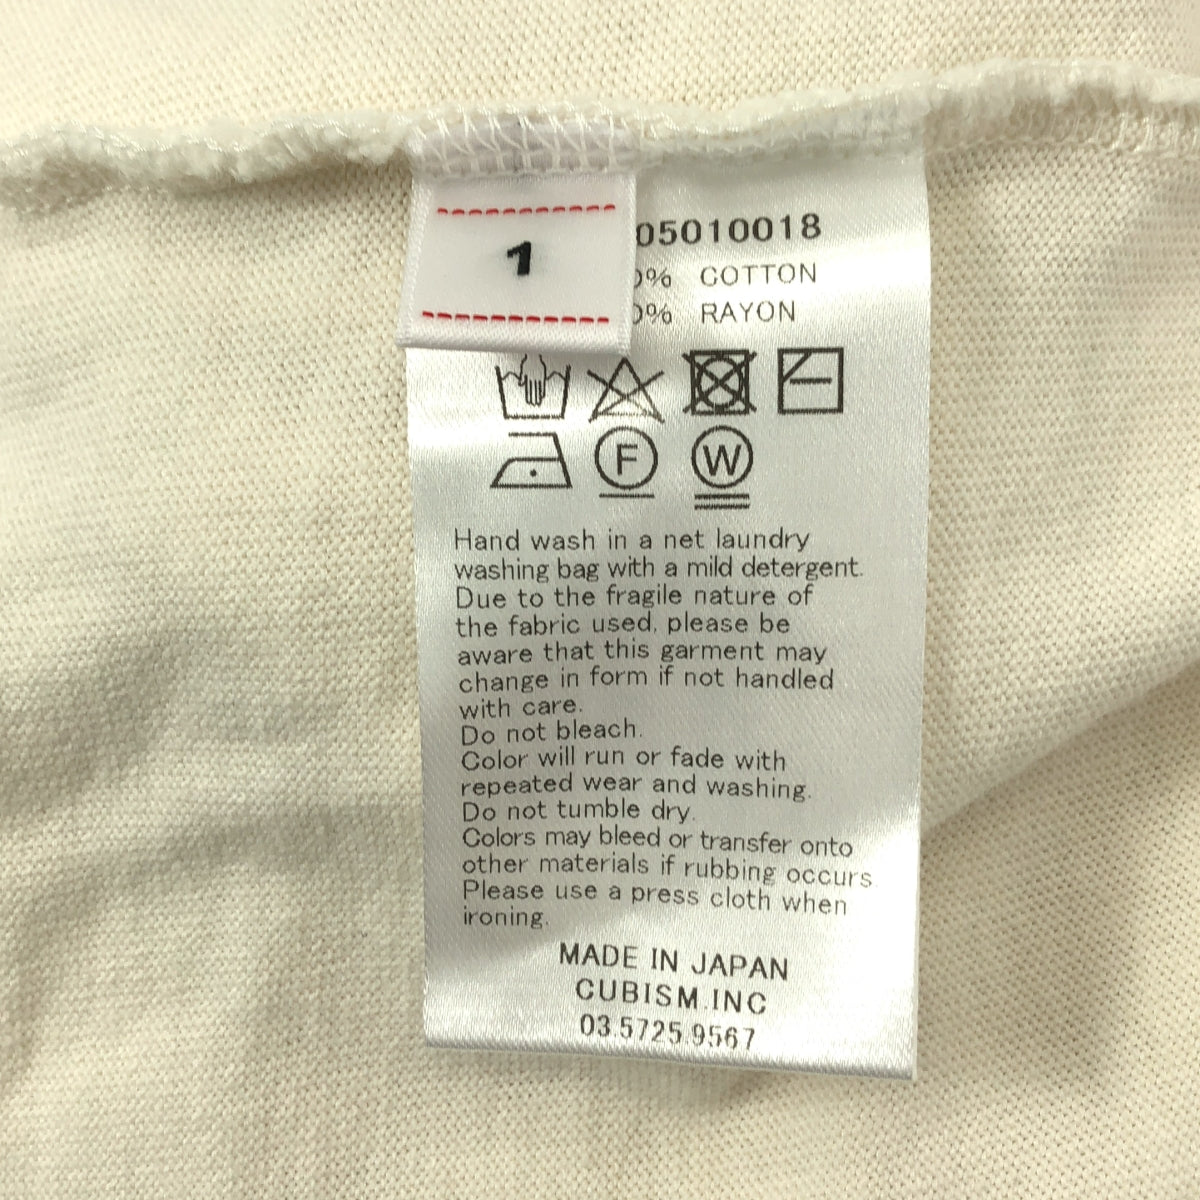 1
05010018
0% COTTON
0% RAYON
F
W
Hand wash in a net laundry
washing bag with a mild detergent.
Due to the fragile nature of
the fabric used, please be
aware that this garment may
change in form if not handled
with care.
Do not bleach.
Color will run or fade with
repeated wear and washing.
Do not tumble dry.
Colors may bleed or transfer onto
other materials if rubbing occurs.
Please use a press cloth when
ironing.
MADE IN JAPAN
CUBISM.INC
03.5725.9567